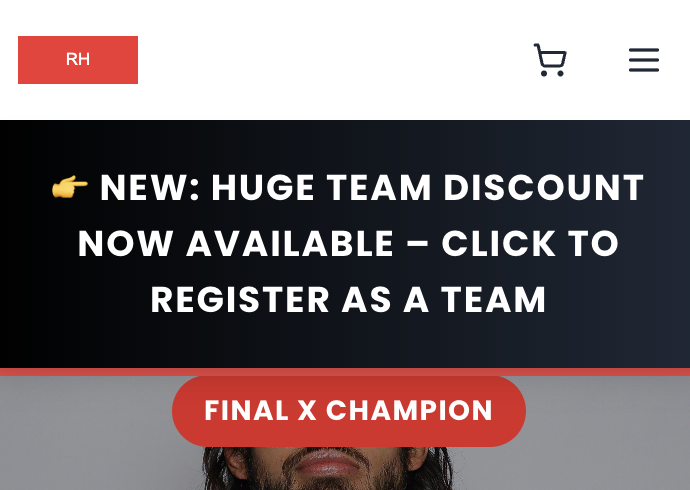 RH
👉 NEW: HUGE TEAM DISCOUNT
NOW AVAILABLE – CLICK TO
REGISTER AS A TEAM
FINAL X CHAMPION